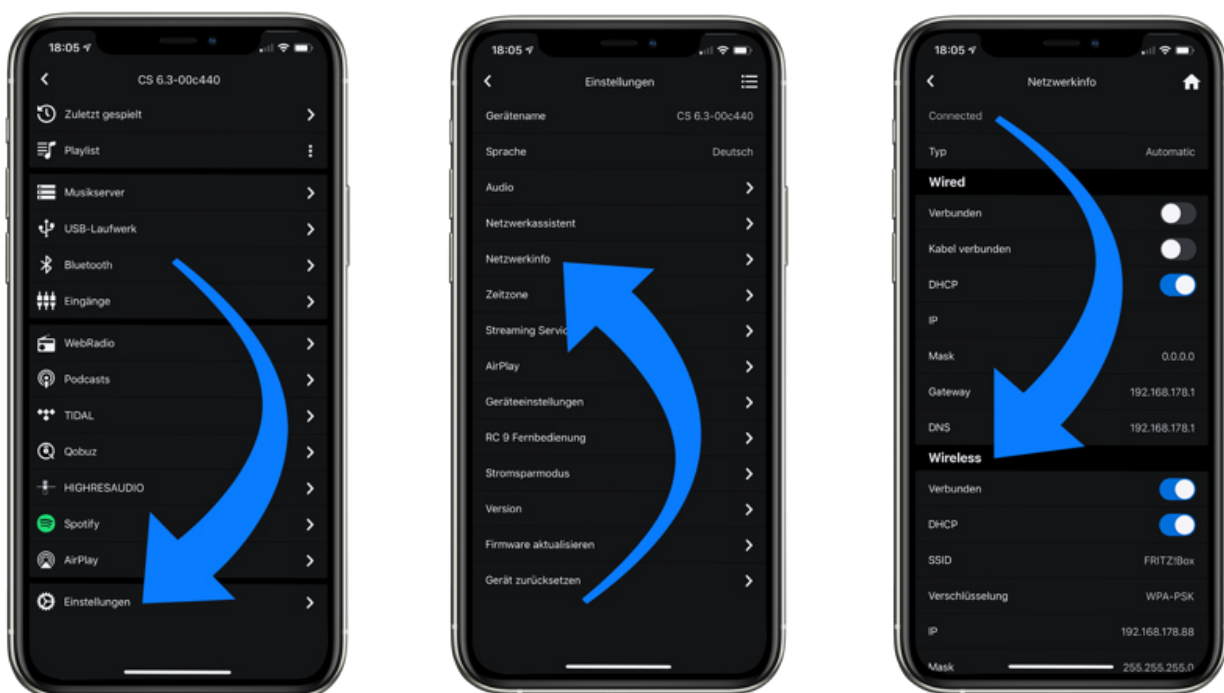 18:05
CS 6.3-00c440
Zuletzt gespielt
Playlist
Musikserver
USB-Laufwerk
Bluetooth
Eingänge
WebRadio
Podcasts
TIDAL
Qobuz
HIGHRESAUDIO
Spotify
AirPlay
Einstellungen
18:05
Einstellungen
Gerätename CS 6.3-00c440
Sprache Deutsch
Audio
Netzwerkassistent
Netzwerkinfo
Zeitzone
Streaming
AirPlay
Geräteeinstellungen
RC 9 Fernbedienung
Stromsparmodus
Version
Firmware aktualisieren
Gerät zurücksetzen
18:05
Netzwerkinfo
Connected
Typ Automatic
Wired
Verbunden
Kabel verbunden
DHCP
IP
Mask 0.0.0.0
Gateway 192.168.178.1
DNS 192.168.178.1
Wireless
Verbunden
DHCP
SSID FRITZ!Box
Verschlüsselung WPA-PSK
IP 192.168.178.88
Mask 255.255.255.0